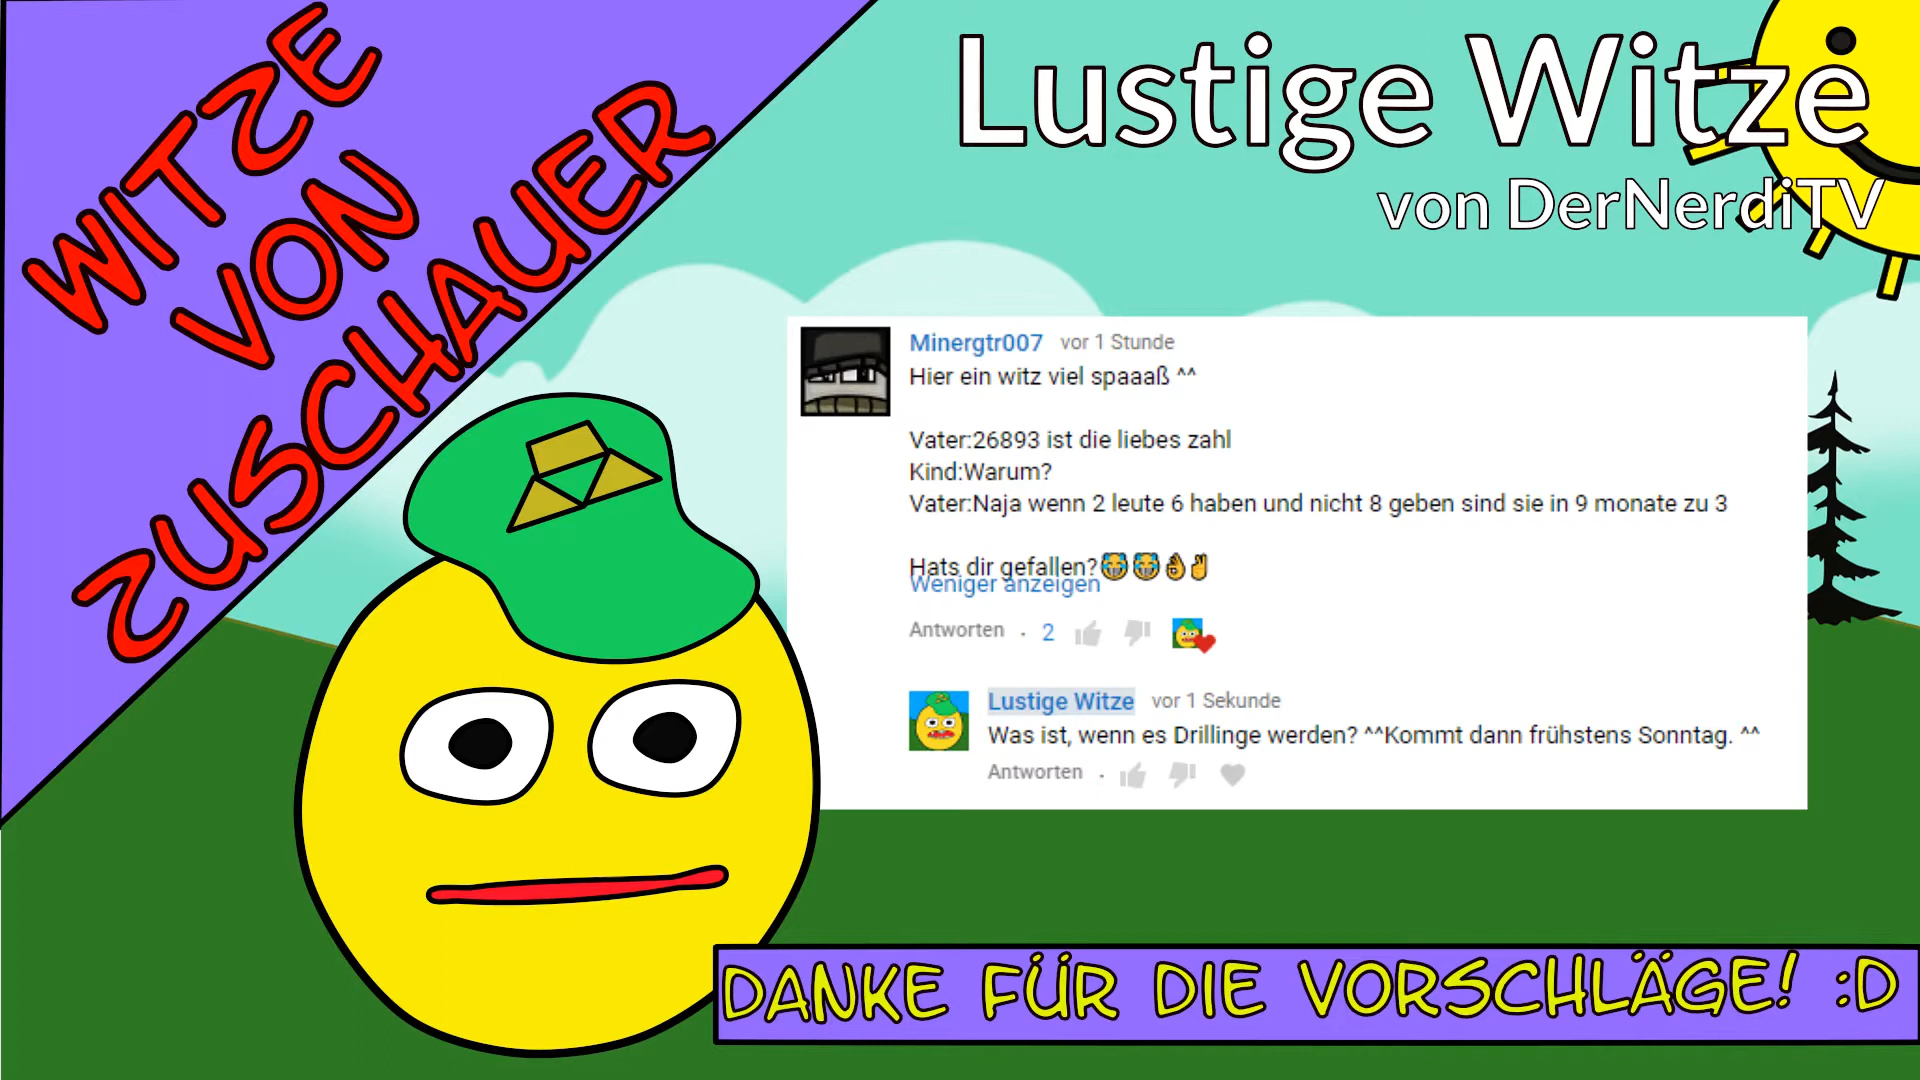 WITZE
VON
ZUSCHAUER
Lustige Witze
von DerNerdiTV
Minergtr007 vor 1 Stunde
Hier ein witz viel spaaaß ^^
Vater:26893 ist die liebes zahl
Kind:Warum?
Vater:Naja wenn 2 leute 6 haben und nicht 8 geben sind sie in 9 monate zu 3
Hats dir gefallen?😂😂👌✌
Weniger anzeigen
Antworten · 2
Lustige Witze vor 1 Sekunde
Was ist, wenn es Drillinge werden? ^^Kommt dann frühstens Sonntag. ^^
Antworten ·
DANKE FÜR DIE VORSCHLÄGE! :D